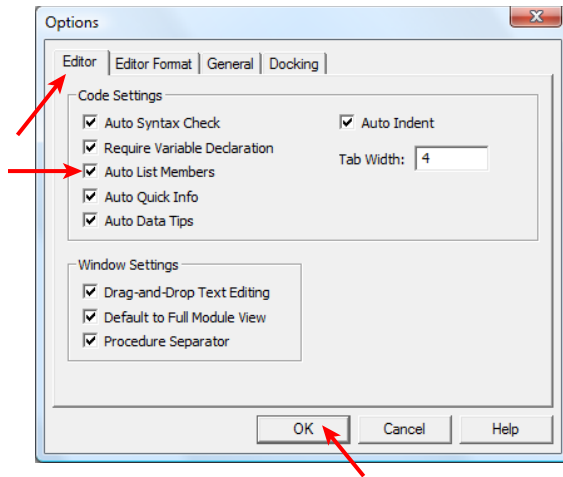 Options
Editor Editor Format General Docking
Code Settings
Auto Syntax Check Auto Indent
Require Variable Declaration
Tab Width: 4
Auto List Members
Auto Quick Info
Auto Data Tips
Window Settings
Drag-and-Drop Text Editing
Default to Full Module View
Procedure Separator
OK Cancel Help